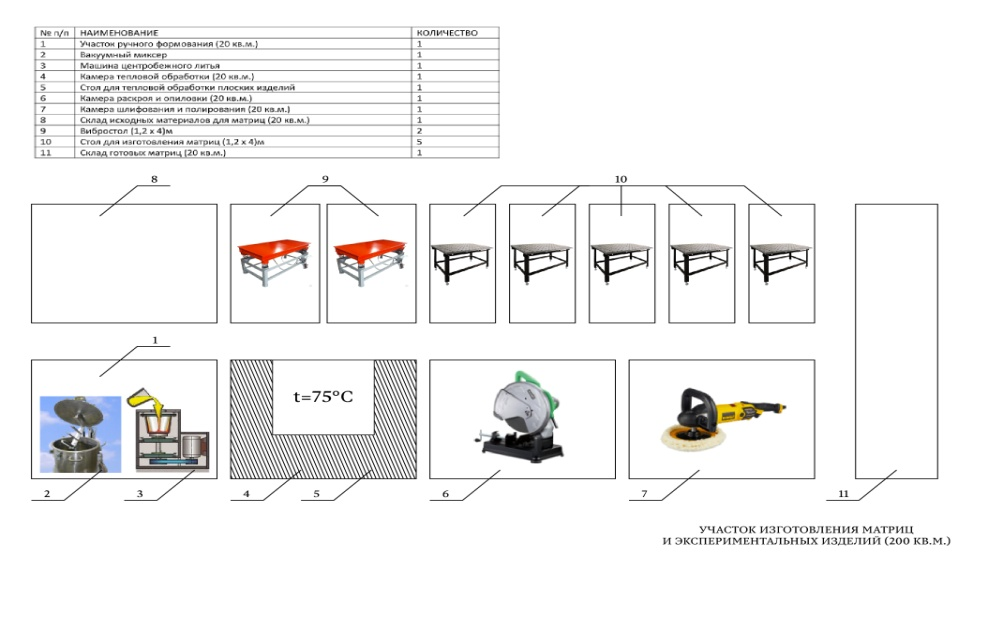 № п/п НАИМЕНОВАНИЕ КОЛИЧЕСТВО
1 Участок ручного формования (20 кв.м.) 1
2 Вакуумный миксер 1
3 Машина центробежного литья 1
4 Камера тепловой обработки (20 кв.м.) 1
5 Стол для тепловой обработки плоских изделий 1
6 Камера раскроя и опиловки (20 кв.м.) 1
7 Камера шлифования и полирования (20 кв.м.) 1
8 Склад исходных материалов для матриц (20 кв.м.) 1
9 Вибростол (1,2 х 4)м 2
10 Стол для изготовления матриц (1,2 х 4)м 5
11 Склад готовых матриц (20 кв.м.) 1
8 9 10
1
t=75°C
2 3 4 5 6 7 11
УЧАСТОК ИЗГОТОВЛЕНИЯ МАТРИЦ
И ЭКСПЕРИМЕНТАЛЬНЫХ ИЗДЕЛИЙ (200 КВ.М.)